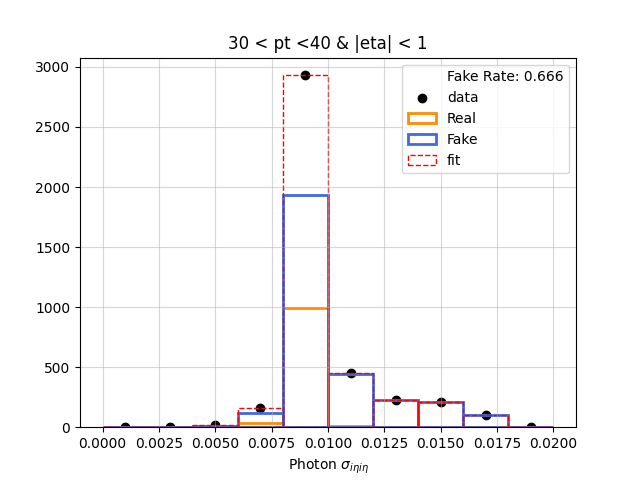 30 < pt <40 & |eta| < 1
Fake Rate: 0.666
data
Real
Fake
fit
3000
2500
2000
1500
1000
500
0
0.0000 0.0025 0.0050 0.0075 0.0100 0.0125 0.0150 0.0175 0.0200
Photon σiηiη